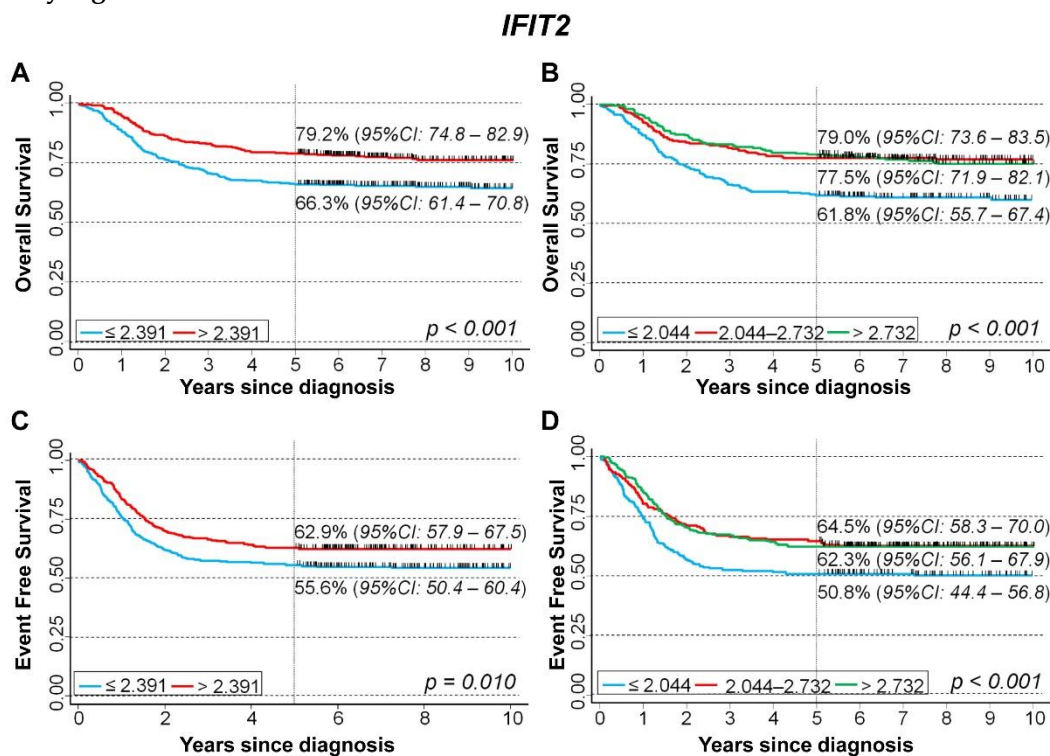 IFIT2
A
1.00
0.75
0.50
0.25
0.00
Overall Survival
79.2% (95%CI: 74.8 – 82.9)
66.3% (95%CI: 61.4 – 70.8)
≤ 2.391 > 2.391
p < 0.001
0 1 2 3 4 5 6 7 8 9 10
Years since diagnosis
B
1.00
0.75
0.50
0.25
0.00
Overall Survival
79.0% (95%CI: 73.6 – 83.5)
77.5% (95%CI: 71.9 – 82.1)
61.8% (95%CI: 55.7 – 67.4)
≤ 2.044 2.044–2.732 > 2.732
p < 0.001
0 1 2 3 4 5 6 7 8 9 10
Years since diagnosis
C
1.00
0.75
0.50
0.25
0.00
Event Free Survival
62.9% (95%CI: 57.9 – 67.5)
55.6% (95%CI: 50.4 – 60.4)
≤ 2.391 > 2.391
p = 0.010
0 1 2 3 4 5 6 7 8 9 10
Years since diagnosis
D
1.00
0.75
0.50
0.25
0.00
Event Free Survival
64.5% (95%CI: 58.3 – 70.0)
62.3% (95%CI: 56.1 – 67.9)
50.8% (95%CI: 44.4 – 56.8)
≤ 2.044 2.044–2.732 > 2.732
p < 0.001
0 1 2 3 4 5 6 7 8 9 10
Years since diagnosis